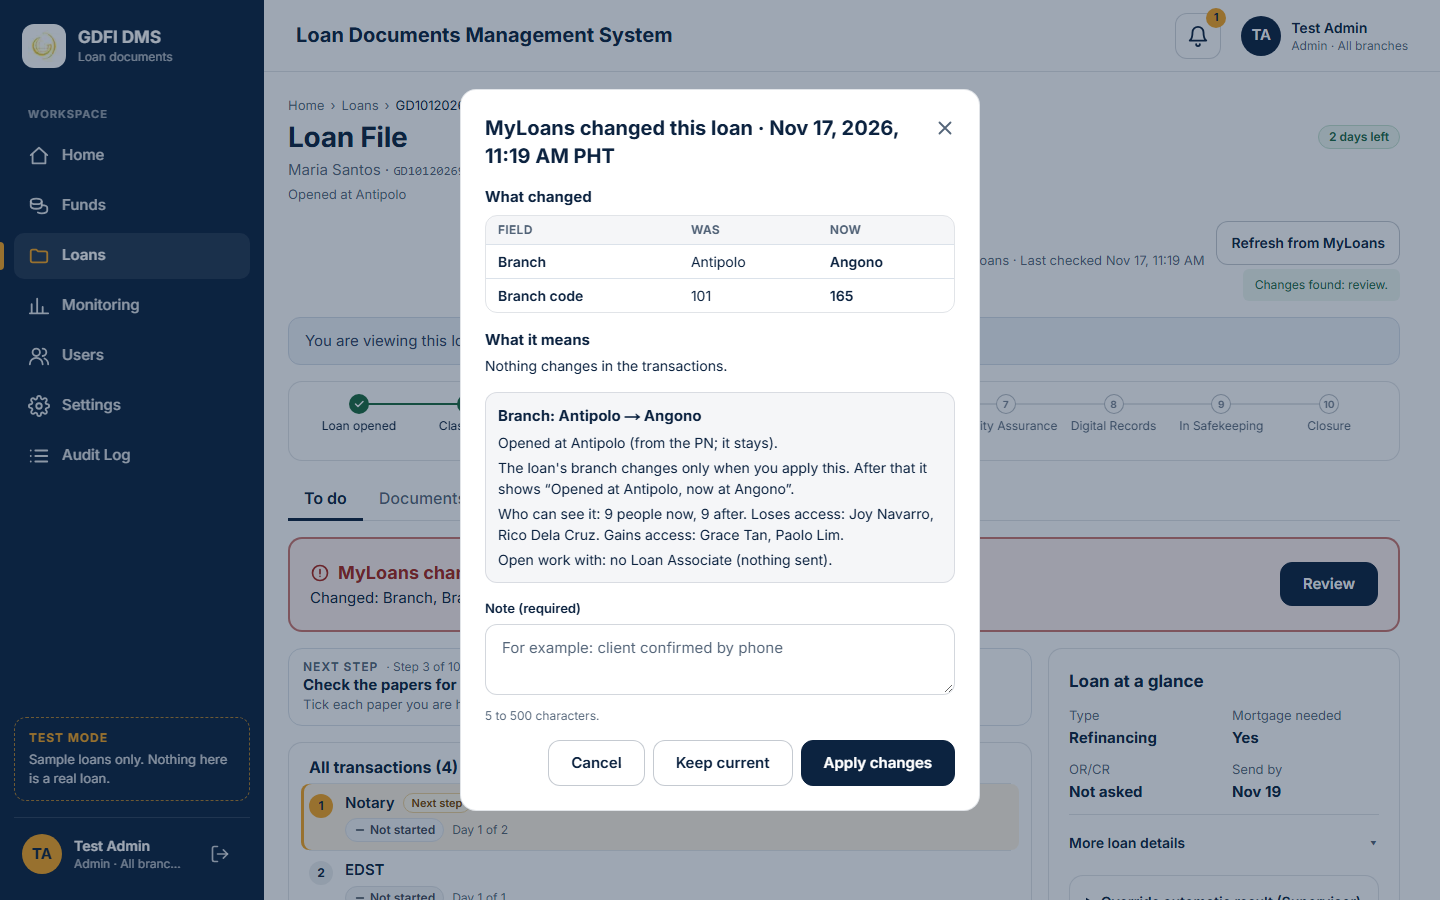 GDFI DMS
Loan documents
WORKSPACE
Home
Funds
Loans
Monitoring
Users
Settings
Audit Log
TEST MODE
Sample loans only. Nothing here
is a real loan.
TA
Test Admin
Admin · All branc...
Loan Documents Management System
1
TA
Test Admin
Admin · All branches
Home › Loans › GD1012026
Loan File
Maria Santos ·
Opened at Antipolo
2 days left
Refresh from MyLoans
· Last checked Nov 17, 11:19 AM
Changes found: review.
You are viewing this
Loan opened
7
8
Digital Records
9
In Safekeeping
10
Closure
Assurance
To do
Documents
MyLoans
Changed: Branch,
Review
NEXT STEP · Step 3 of 10
Check the papers for
Tick each paper you are
All transactions (4)
1
Notary
Next step
– Not started
Day 1 of 2
2
EDST
– Not started
Day 1 of 1
Loan at a glance
Type
Mortgage needed
Refinancing
Yes
OR/CR
Send by
Not asked
Nov 19
More loan details
Override automatic result (Supervisor)
MyLoans changed this loan · Nov 17, 2026,
11:19 AM PHT
What changed
FIELD WAS NOW
Branch Antipolo Angono
Branch code 101 165
What it means
Nothing changes in the transactions.
Branch: Antipolo → Angono
Opened at Antipolo (from the PN; it stays).
The loan's branch changes only when you apply this. After that it
shows “Opened at Antipolo, now at Angono”.
Who can see it: 9 people now, 9 after. Loses access: Joy Navarro,
Rico Dela Cruz. Gains access: Grace Tan, Paolo Lim.
Open work with: no Loan Associate (nothing sent).
Note (required)
For example: client confirmed by phone
5 to 500 characters.
Cancel
Keep current
Apply changes